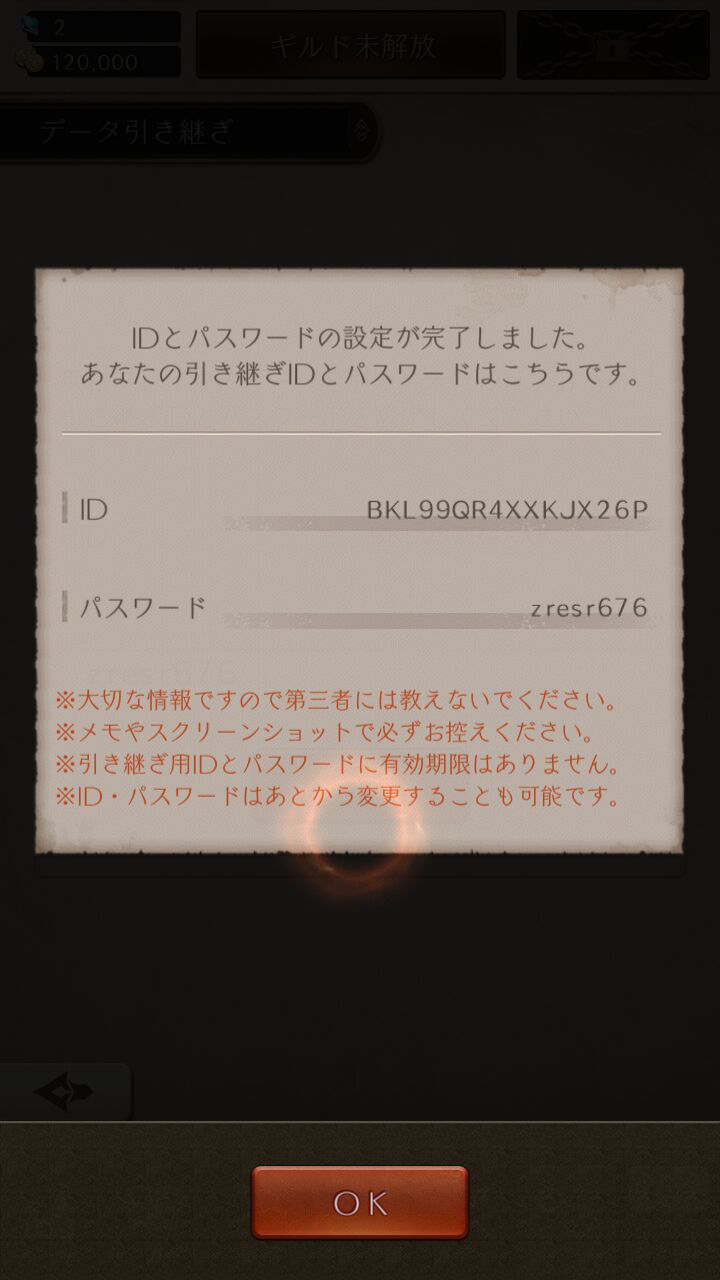 2
120,000
ギルド未解放
データ引き継ぎ
IDとパスワードの設定が完了しました。
あなたの引き継ぎIDとパスワードはこちらです。
ID BKL99QR4XXKJX26P
パスワード zresr676
zresr676
※大切な情報ですので第三者には教えないでください。
※メモやスクリーンショットで必ずお控えください。
※引き継ぎ用IDとパスワードに有効期限はありません。
※ID・パスワードはあとから変更することも可能です。
OK